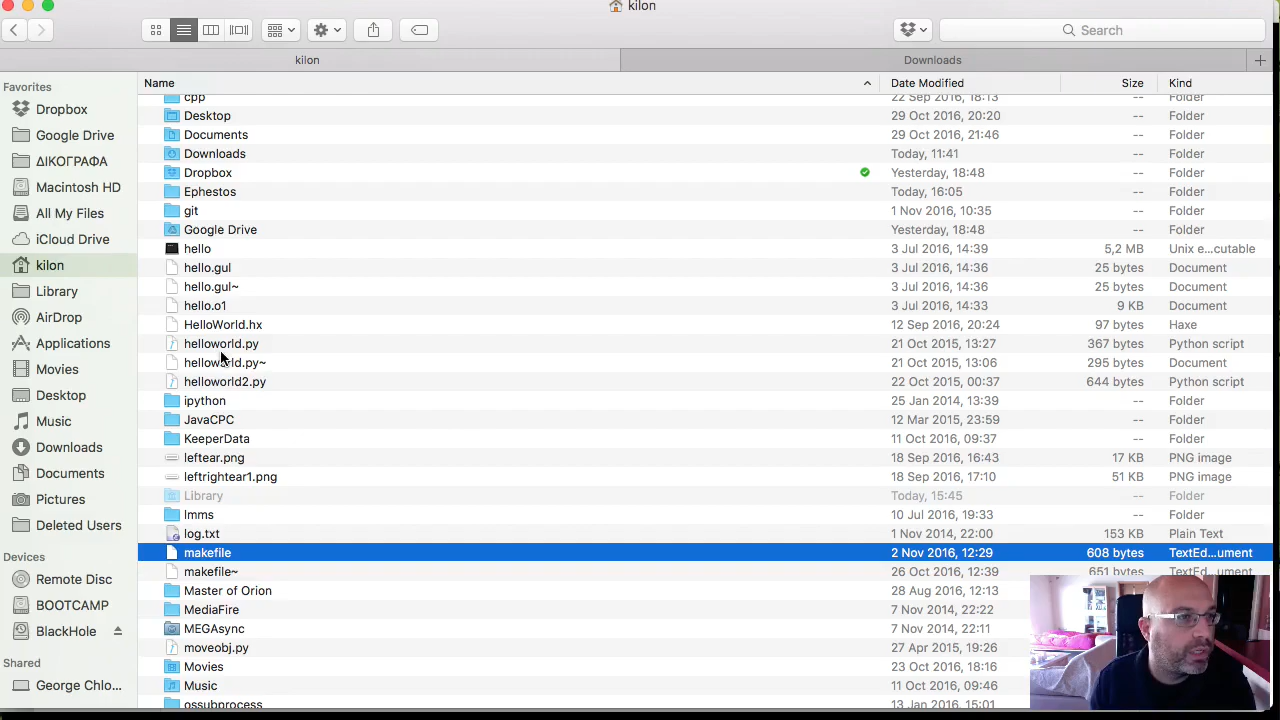 kilon
Search
kilon
Downloads
Name
Date Modified
Size
Kind
Favorites
Dropbox
Google Drive
ΔΙΚΟΓΡΑΦΑ
Macintosh HD
All My Files
iCloud Drive
kilon
Library
AirDrop
Applications
Movies
Desktop
Music
Downloads
Documents
Pictures
Deleted Users
Devices
Remote Disc
BOOTCAMP
BlackHole
Shared
George Chlo...
cpp 22 Sep 2016, 18:13 -- Folder
Desktop 29 Oct 2016, 20:20 -- Folder
Documents 29 Oct 2016, 21:46 -- Folder
Downloads Today, 11:41 -- Folder
Dropbox Yesterday, 18:48 -- Folder
Ephestos Today, 16:05 -- Folder
git 1 Nov 2016, 10:35 -- Folder
Google Drive Yesterday, 18:48 -- Folder
hello 3 Jul 2016, 14:39 5,2 MB Unix e...cutable
hello.gul 3 Jul 2016, 14:36 25 bytes Document
hello.gul~ 3 Jul 2016, 14:36 25 bytes Document
hello.o1 3 Jul 2016, 14:33 9 KB Document
HelloWorld.hx 12 Sep 2016, 20:24 97 bytes Haxe
helloworld.py 21 Oct 2015, 13:27 367 bytes Python script
helloworld.py~ 21 Oct 2015, 13:06 295 bytes Document
helloworld2.py 22 Oct 2015, 00:37 644 bytes Python script
ipython 25 Jan 2014, 13:39 -- Folder
JavaCPC 12 Mar 2015, 23:59 -- Folder
KeeperData 11 Oct 2016, 09:37 -- Folder
leftear.png 18 Sep 2016, 16:43 17 KB PNG image
leftrightear1.png 18 Sep 2016, 17:10 51 KB PNG image
Library Today, 15:45 -- Folder
lmms 10 Jul 2016, 19:33 -- Folder
log.txt 1 Nov 2014, 22:00 153 KB Plain Text
makefile 2 Nov 2016, 12:29 608 bytes TextEd...ument
makefile~ 26 Oct 2016, 12:39 651 bytes TextEd...ument
Master of Orion 28 Aug 2016, 12:13
MediaFire 7 Nov 2014, 22:22
MEGAsync 7 Nov 2014, 22:11
moveobj.py 27 Apr 2015, 19:26
Movies 23 Oct 2016, 18:16
Music 11 Oct 2016, 09:46
ossubprocess 13 Jan 2016, 15:01